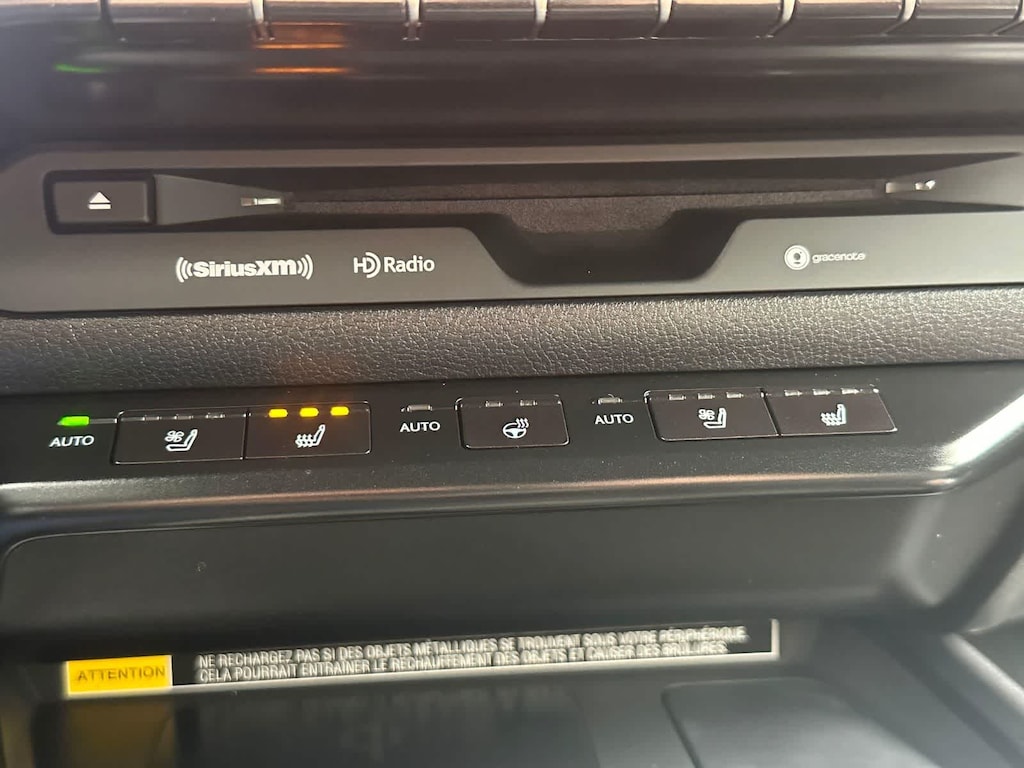 SiriusXM
HD Radio
gracenote
AUTO
AUTO
AUTO
ATTENTION
NE RECHARGEZ PAS SI DES OBJETS MÉTALLIQUES SE TROUVENT SOUS VOTRE PÉRIPHÉRIQUE.
CELA POURRAIT ENTRAÎNER LE RÉCHAUFFEMENT DES OBJETS ET CAUSER DES BRÛLURES.